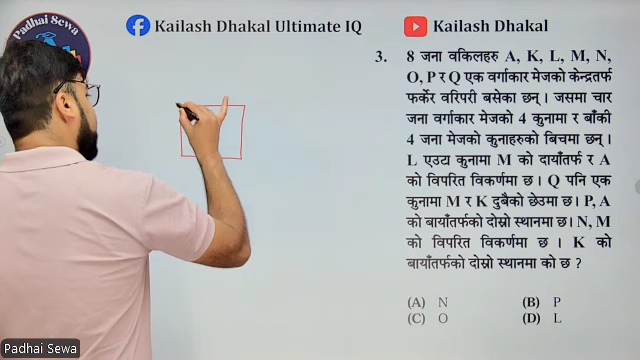 Padhai Sewa
Kailash Dhakal Ultimate IQ
Kailash Dhakal
3. 8 जना वकिलहरु A, K, L, M, N,
O, P र Q एक वर्गाकार मेजको केन्द्रतर्फ
फर्केर वरिपरी बसेका छन् । जसमा चार
जना वर्गाकार मेजको 4 कुनामा र बाँकी
4 जना मेजको कुनाहरुको बिचमा छन् ।
L एउटा कुनामा M को दायाँतर्फ र A
को विपरित विकर्णमा छ । Q पनि एक
कुनामा M र K दुबैको छेउमा छ । P, A
को बायाँतर्फको दोस्रो स्थानमा छ । N, M
को विपरित विकर्णमा छ । K को
बायाँतर्फको दोस्रो स्थानमा को छ ?
(A) N (B) P
(C) O (D) L
Padhai Sewa